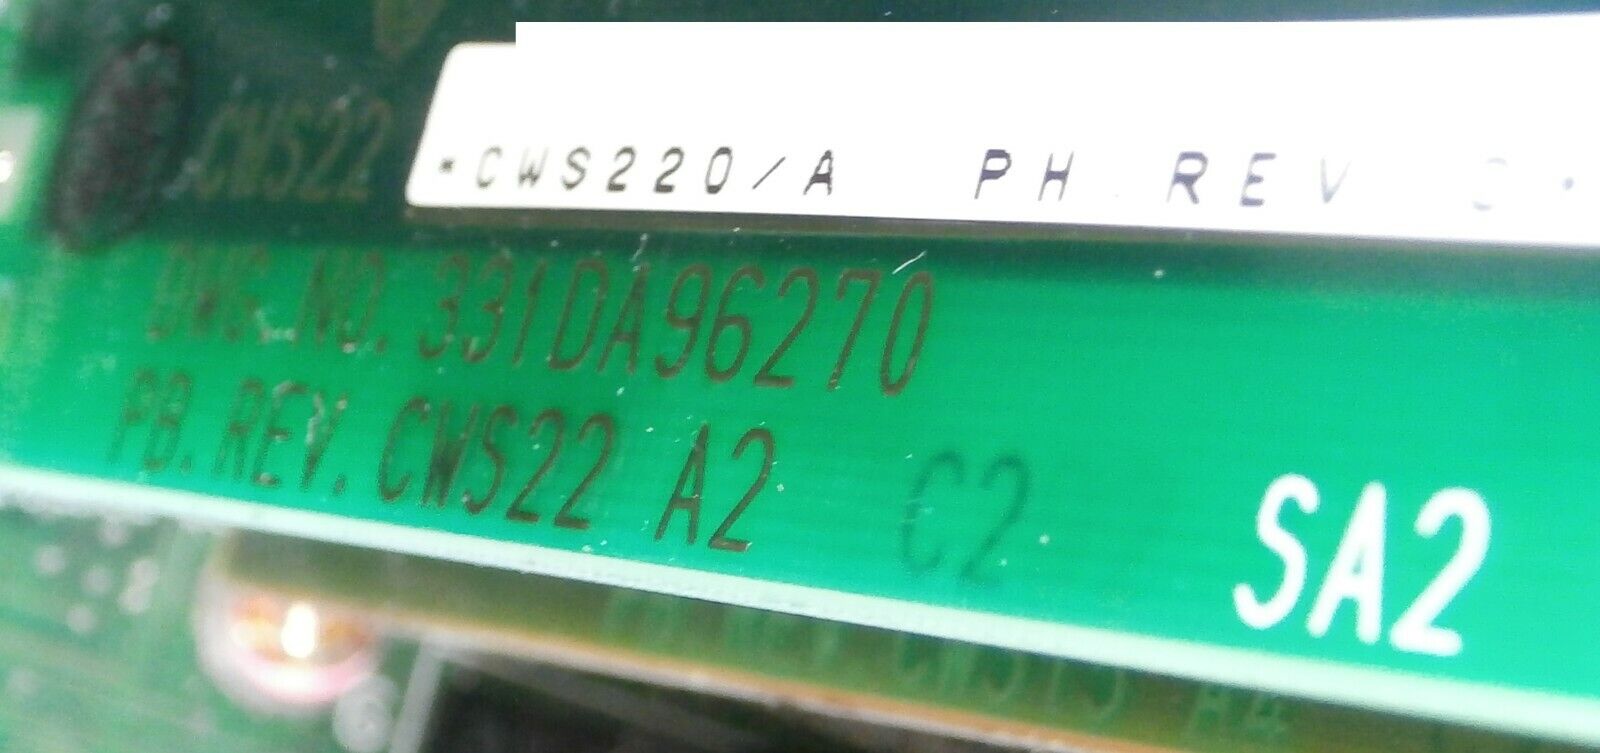 CWS22
*CWS220/A PH.REV
DWG.NO. 331DA96270
PB. REV. CWS22 A2 C2 SA2